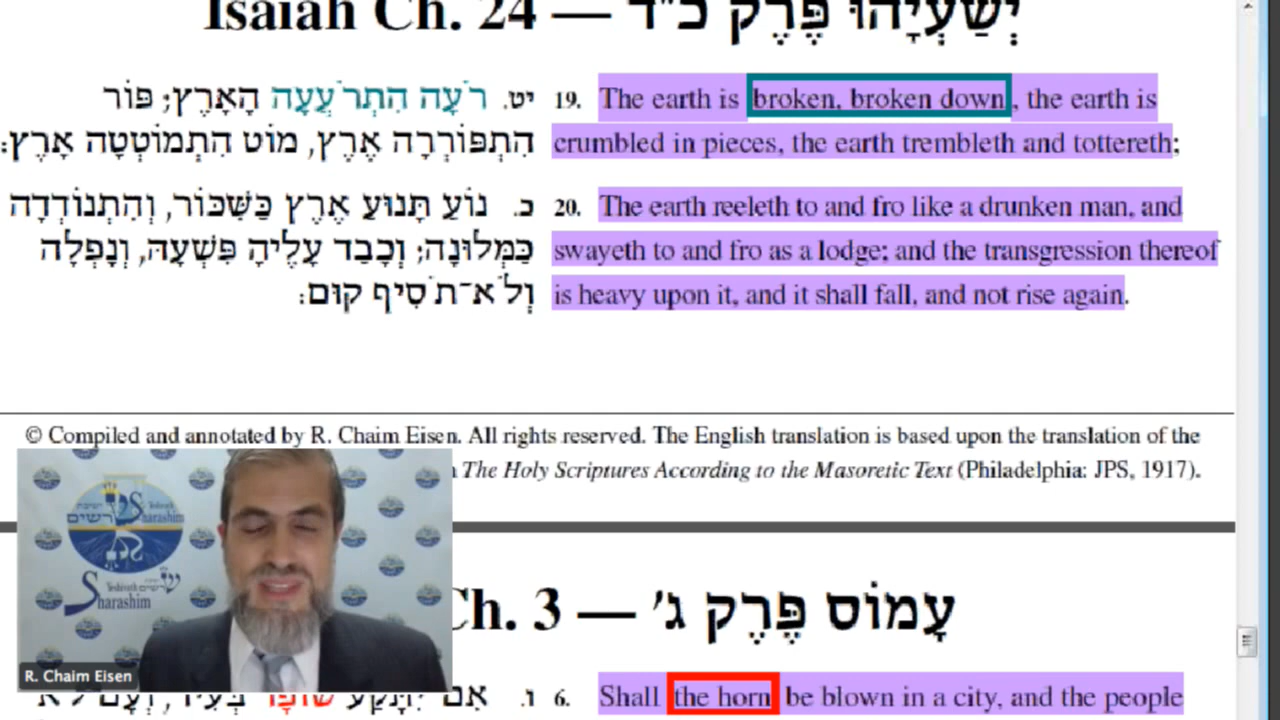 Isaiah Ch. 24 — יְשַׁעְיָהוּ פֶּרֶק כ״ד
יט. רֹעָה הִתְרֹעֲעָה הָאָרֶץ; פּוֹר
הִתְפּוֹרְרָה אֶרֶץ, מוֹט הִתְמוֹטְטָה אָרֶץ:
19. The earth is broken, broken down, the earth is
crumbled in pieces, the earth trembleth and tottereth;
כ. נוֹעַ תָּנוּעַ אֶרֶץ כַּשִּׁכּוֹר, וְהִתְנוֹדְדָה
כַּמְּלוּנָה; וְכָבַד עָלֶיהָ פִּשְׁעָהּ, וְנָפְלָה
וְלֹא־תֹסִיף קוּם:
20. The earth reeleth to and fro like a drunken man, and
swayeth to and fro as a lodge; and the transgression thereof
is heavy upon it, and it shall fall, and not rise again.
© Compiled and annotated by R. Chaim Eisen. All rights reserved. The English translation is based upon the translation of the
The Holy Scriptures According to the Masoretic Text (Philadelphia: JPS, 1917).
Yeshivath
Sharashim
שרשים
R. Chaim Eisen
Ch. 3 — עָמוֹס פֶּרֶק ג׳
ו. אִם יִתָּקַע שׁוֹפָר בְּעִיר, וְעָם לֹא
6. Shall the horn be blown in a city, and the people